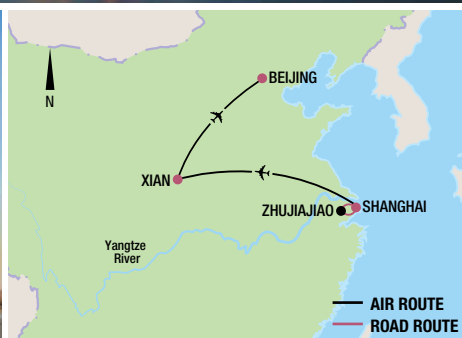 N
BEIJING
XIAN
ZHUJIAJIAO
SHANGHAI
Yangtze
River
AIR ROUTE
ROAD ROUTE